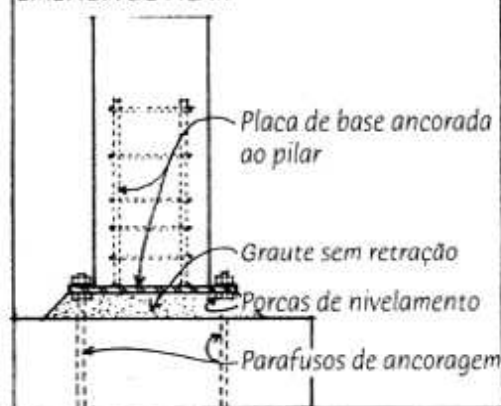 Placa de base ancorada
ao pilar
Graute sem retração
Porcas de nivelamento
Parafusos de ancoragem